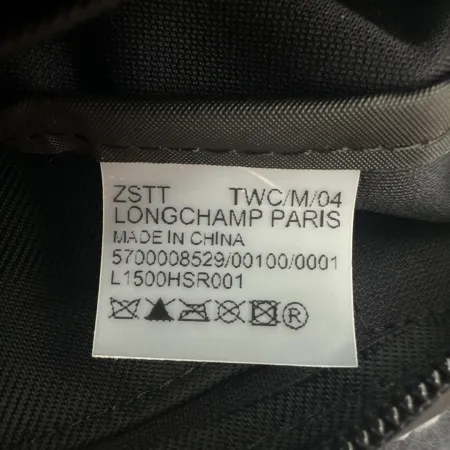 ZSTT TWC/M/04
LONGCHAMP PARIS
MADE IN CHINA
5700008529/00100/0001
L1500HSR001
®